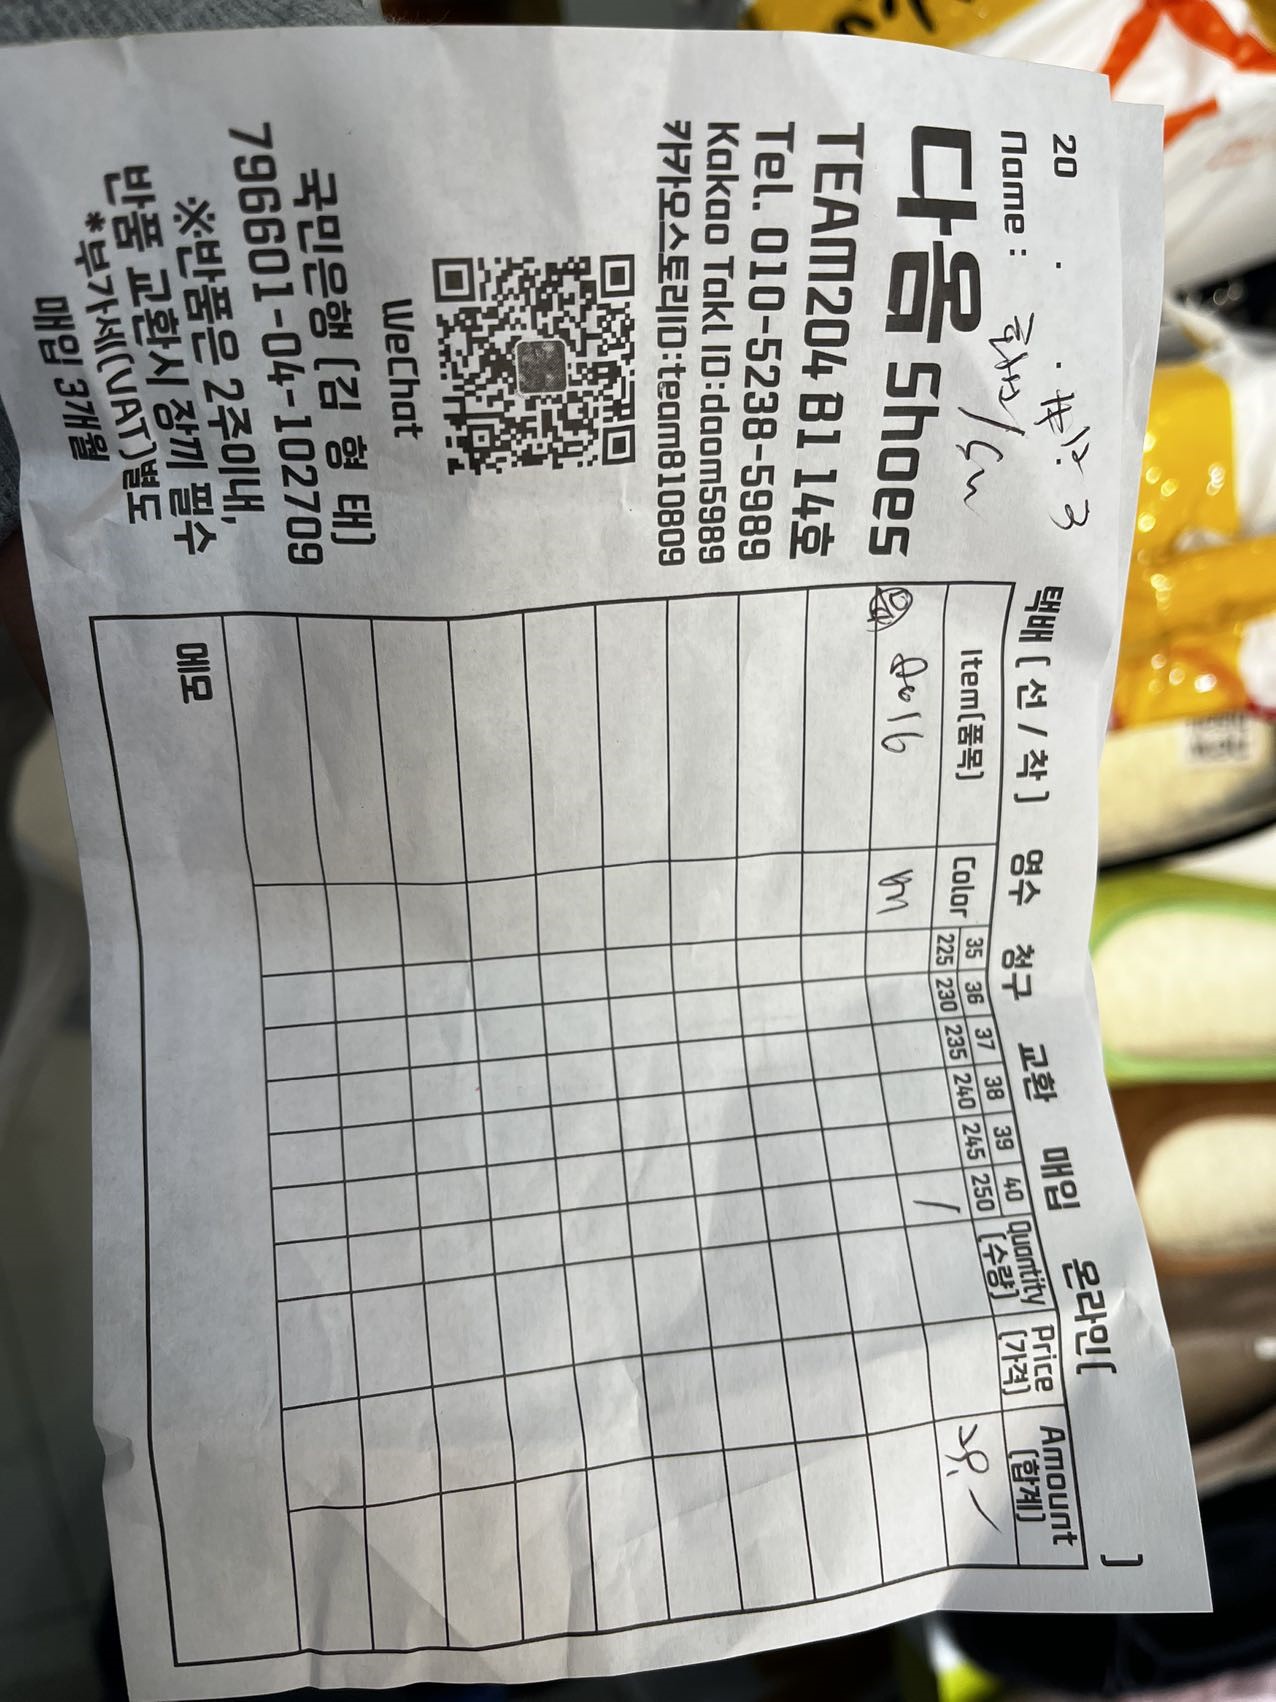 20 . . # 12 3
Name :
다옴 Shoes
TEAM204 B1 14호
Tel. 010-5238-5989
Kakao Takl ID:daom5989
카카오스토리ID:team810809
WeChat
국민은행 (김 형 태)
796601-04-102709
※반품은 2주이내,
반품 교환시 장끼 필수
*부가세(VAT)별도
매입 3개월
택배 ( 선 / 착 ) 영수 청구 교환 매입 온라인( )
Item(품목) Color 35 36 37 38 39 40 Quantity (수량) Price (가격) Amount (합계)
225 230 235 240 245 250
m /
메모